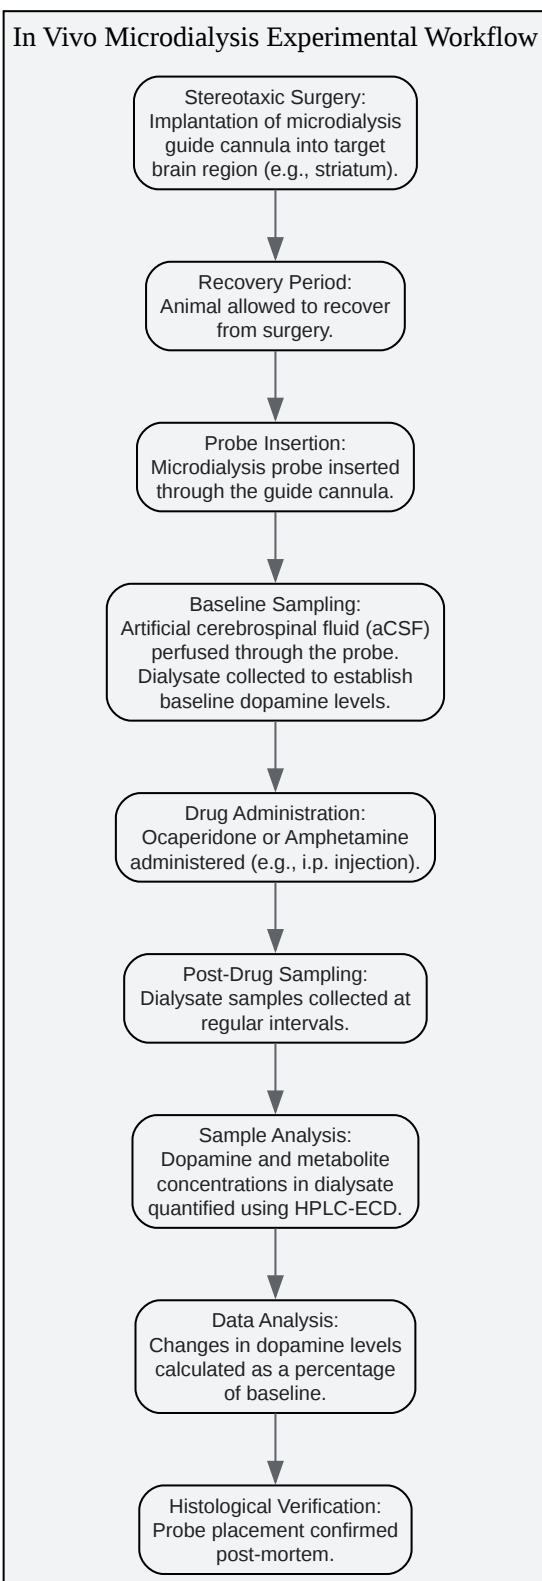 In Vivo Microdialysis Experimental Workflow
Stereotaxic Surgery:
Implantation of microdialysis
guide cannula into target
brain region (e.g., striatum).
Recovery Period:
Animal allowed to recover
from surgery.
Probe Insertion:
Microdialysis probe inserted
through the guide cannula.
Baseline Sampling:
Artificial cerebrospinal fluid (aCSF)
perfused through the probe.
Dialysate collected to establish
baseline dopamine levels.
Drug Administration:
Ocaperidone or Amphetamine
administered (e.g., i.p. injection).
Post-Drug Sampling:
Dialysate samples collected at
regular intervals.
Sample Analysis:
Dopamine and metabolite
concentrations in dialysate
quantified using HPLC-ECD.
Data Analysis:
Changes in dopamine levels
calculated as a percentage
of baseline.
Histological Verification:
Probe placement confirmed
post-mortem.